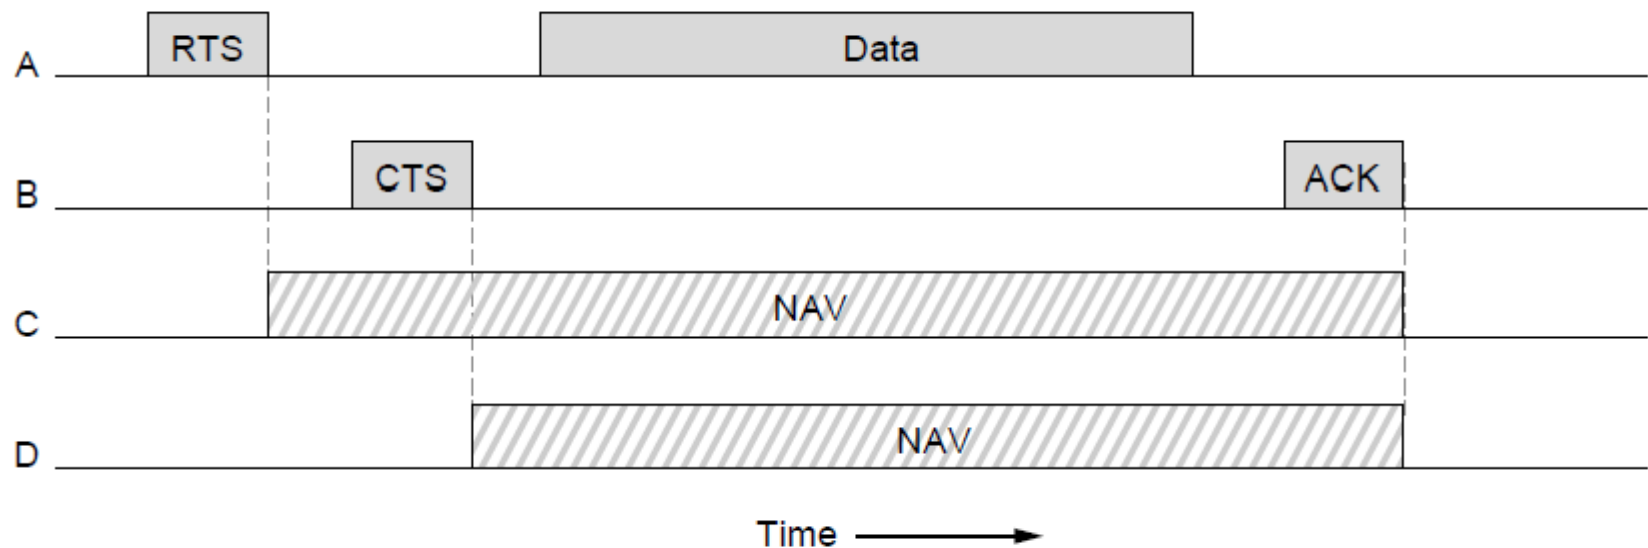 A RTS Data
B CTS ACK
C NAV
D NAV
Time